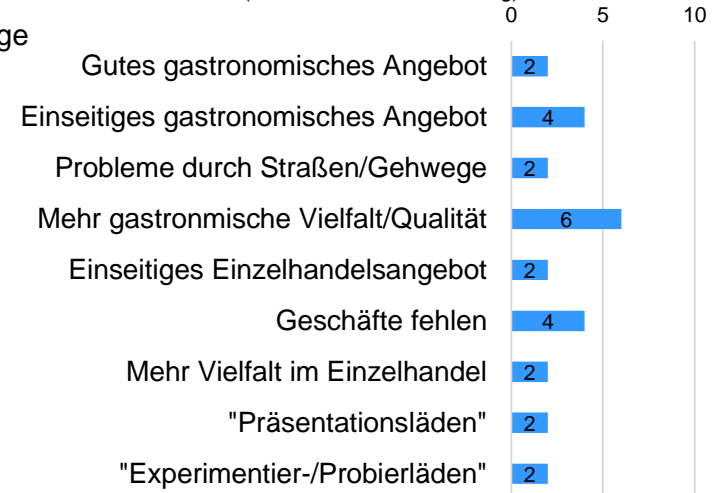 0 5 10
Gutes gastronomisches Angebot 2
Einseitiges gastronomisches Angebot 4
Probleme durch Straßen/Gehwege 2
Mehr gastronmische Vielfalt/Qualität 6
Einseitiges Einzelhandelsangebot 2
Geschäfte fehlen 4
Mehr Vielfalt im Einzelhandel 2
"Präsentationsläden" 2
"Experimentier-/Probierläden" 2